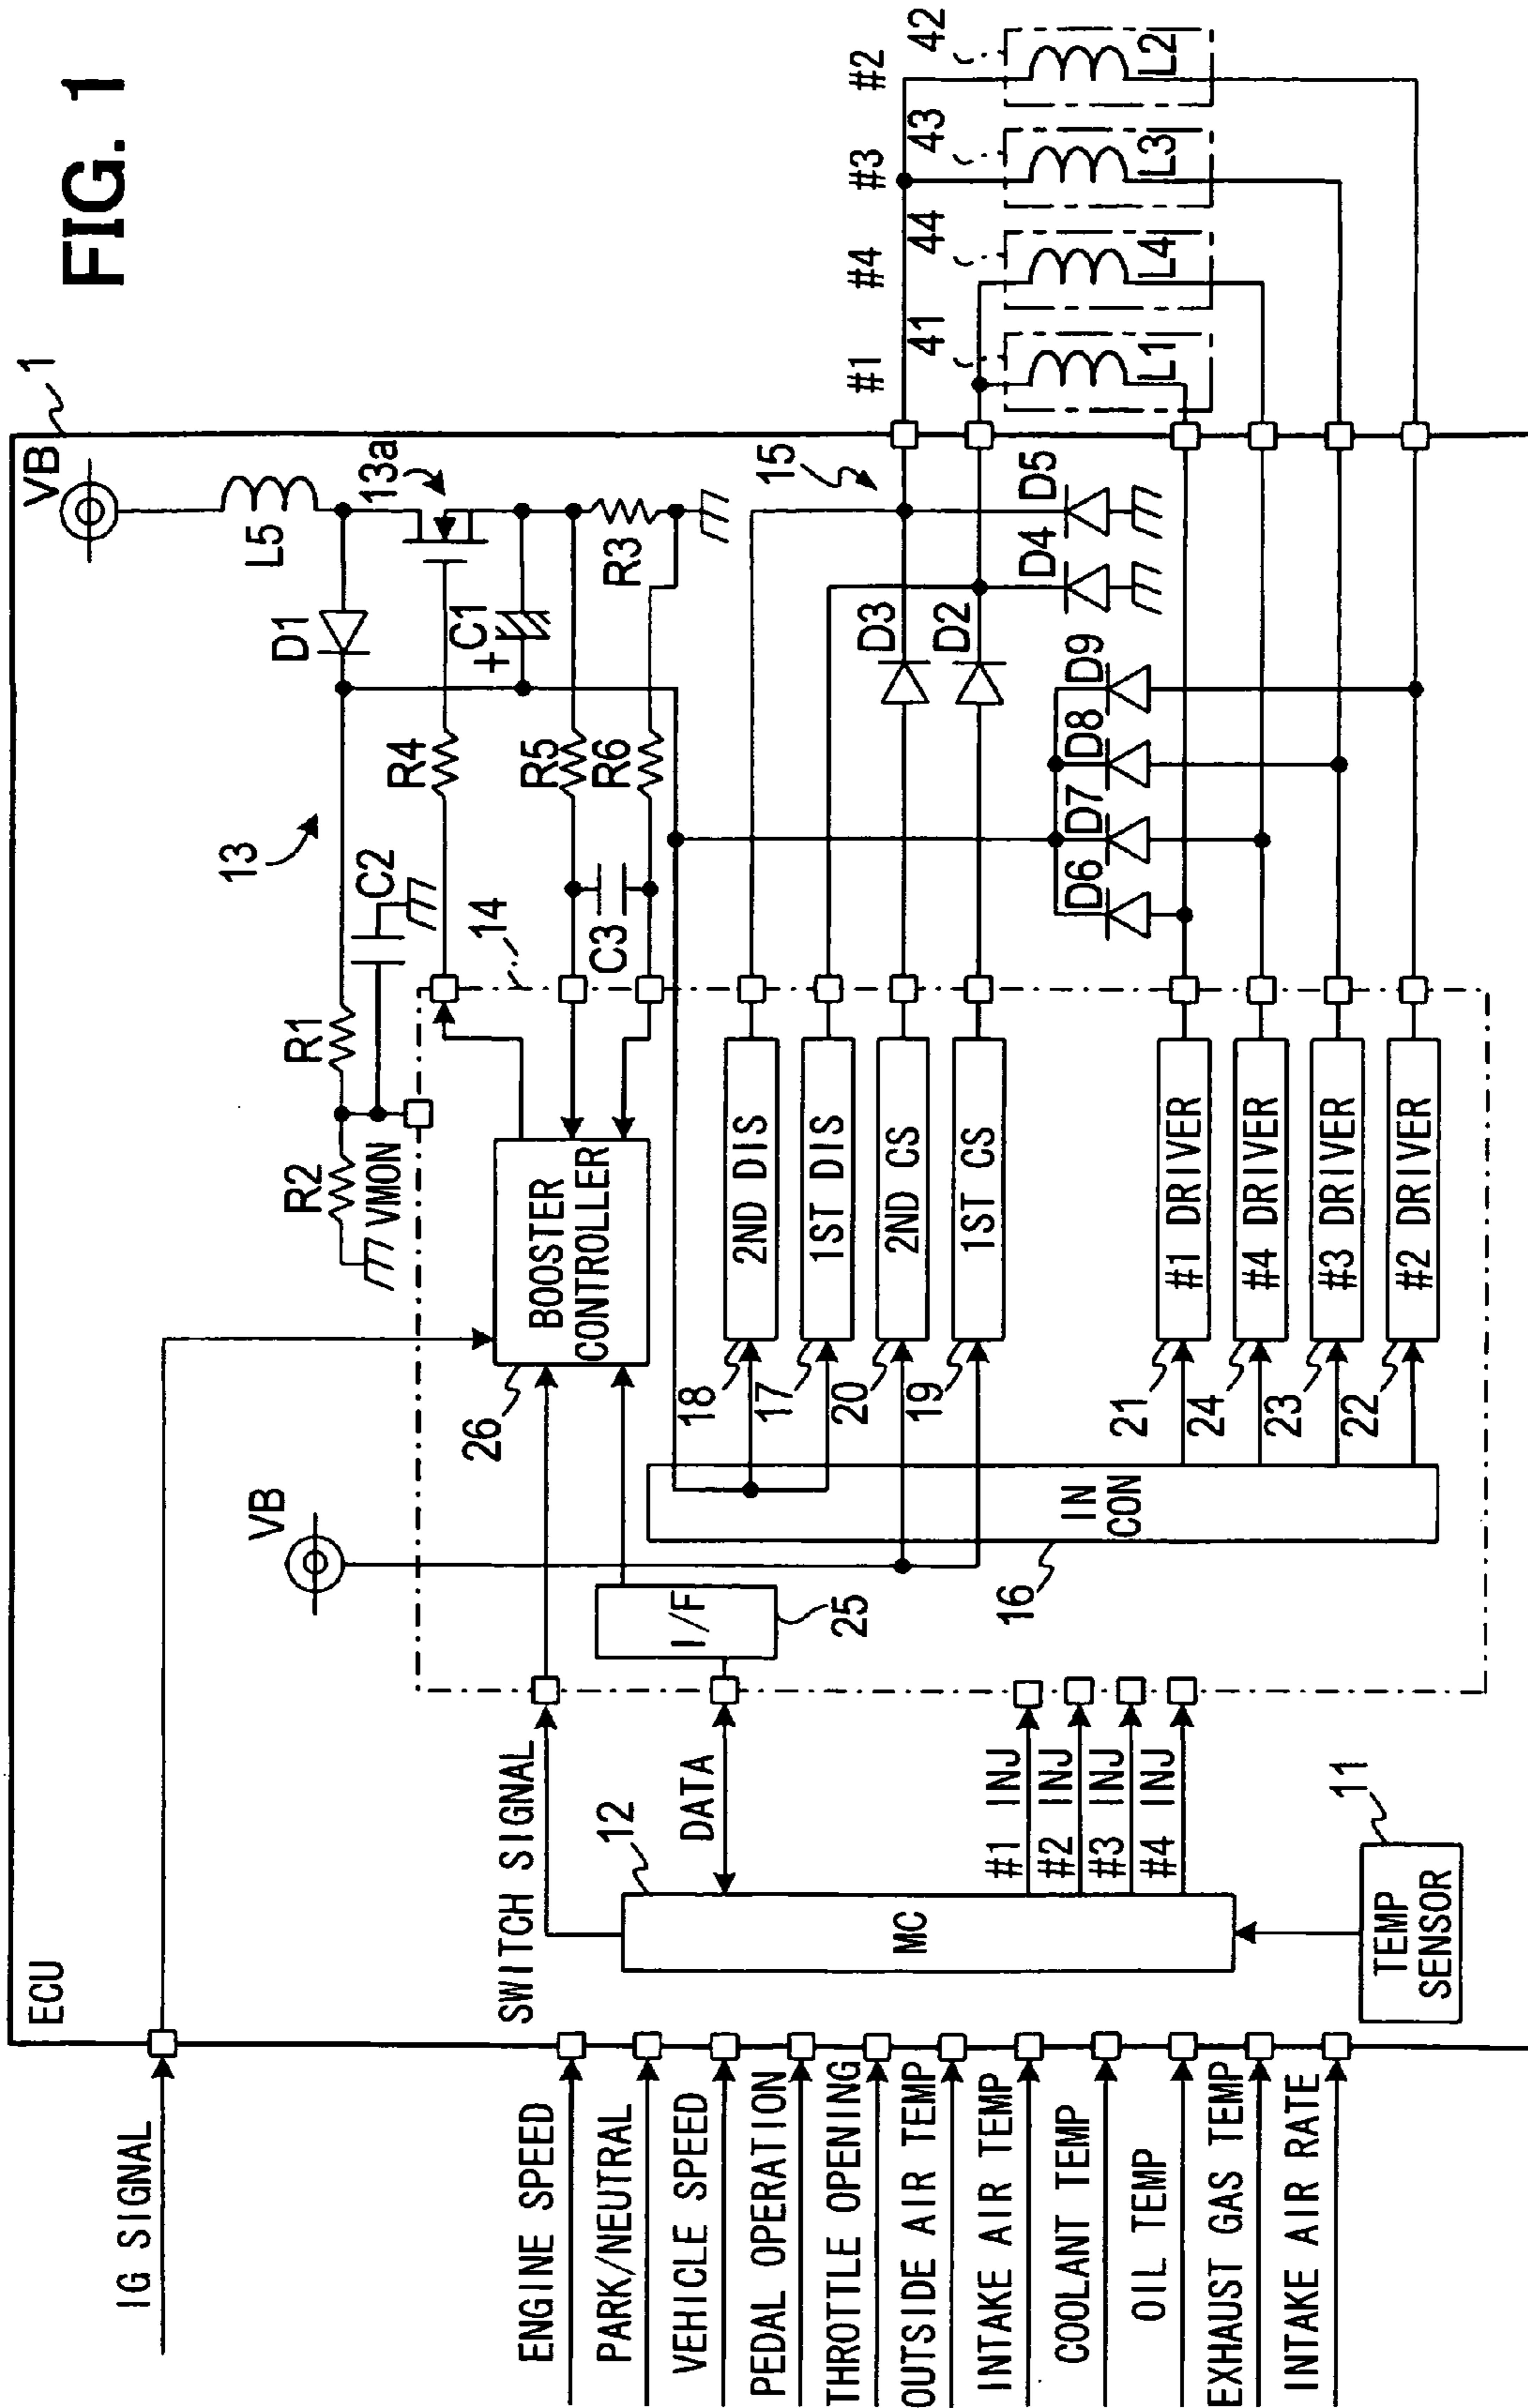 FIG. 1
ECU
1
IG SIGNAL
ENGINE SPEED
PARK/NEUTRAL
VEHICLE SPEED
PEDAL OPERATION
THROTTLE OPENING
OUTSIDE AIR TEMP
INTAKE AIR TEMP
COOLANT TEMP
OIL TEMP
EXHAUST GAS TEMP
INTAKE AIR RATE
SWITCH SIGNAL
12
DATA
MC
#1 INJ
#2 INJ
#3 INJ
#4 INJ
11
TEMP
SENSOR
VB
I/F
25
16
IN
CON
26
BOOSTER
CONTROLLER
18
2ND DIS
17
1ST DIS
20
2ND CS
19
1ST CS
21
#1 DRIVER
24
#4 DRIVER
23
#3 DRIVER
22
#2 DRIVER
R2
VMON
R1
C2
13
14
D1
R4
C1
+
R5
R6
C3
R3
VB
L5
13a
15
D3
D2
D4
D5
D6
D7
D8
D9
#1
#4
#3
#2
41
44
43
42
L1
L4
L3
L2